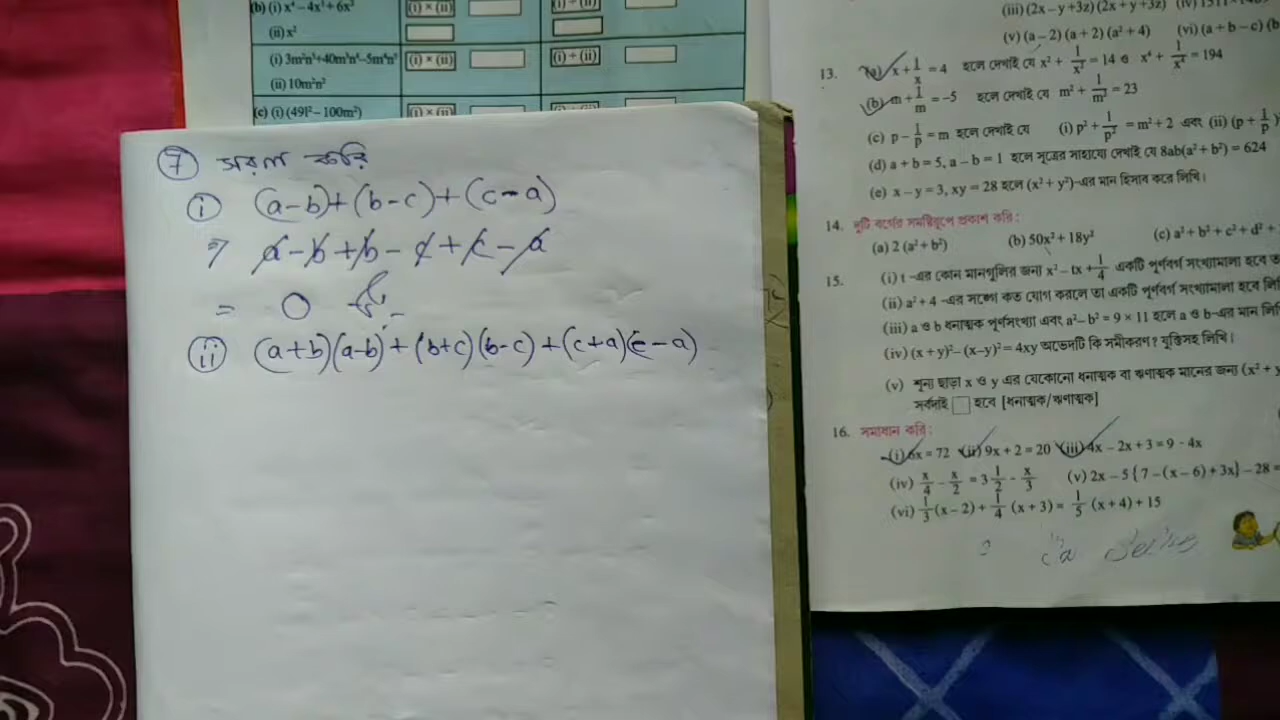 (b) (i) x⁴ – 4x³ + 6x² (i) × (ii) (i) ÷ (ii)
(ii) x²
(i) 3m²n³+40m³n⁴–5m⁴n⁵ (i) × (ii) (i) ÷ (ii)
(ii) 10m²n²
(c) (i) (49l² – 100m²) (i) × (ii)
⑦ সরল করি
ⓘ (a-b)+(b-c)+(c-a)
⇒ a-b+b-c+c-a
= 0
ⅱ (a+b)(a-b)+(b+c)(b-c)+(c+a)(c-a)
(iii) (2x – y +3z) (2x + y +3z)
(v) (a – 2) (a + 2) (a² + 4) (vi) (a + b – c) (b
13. (a) x + 1/x = 4 হলে দেখাই যে x² + 1/x² = 14 ও x⁴ + 1/x⁴ = 194
(b) m + 1/m = –5 হলে দেখাই যে m² + 1/m² = 23
(c) p – 1/p = m হলে দেখাই যে (i) p² + 1/p² = m² + 2 এবং (ii) (p + 1/p)
(d) a + b = 5, a – b = 1 হলে সূত্রের সাহায্যে দেখাই যে 8ab(a² + b²) = 624
(e) x – y = 3, xy = 28 হলে (x² + y²)-এর মান হিসাব করে লিখি।
14. দুটি বর্গের সমষ্টিরূপে প্রকাশ করি :
(a) 2 (a² + b²) (b) 50x² + 18y² (c) a² + b² + c² + d² +
15. (i) t -এর কোন মানগুলির জন্য x² – tx + 1/4 একটি পূর্ণবর্গ সংখ্যামালা হবে
(ii) a² + 4 -এর সঙ্গে কত যোগ করলে তা একটি পূর্ণবর্গ সংখ্যামালা হবে
(iii) a ও b ধনাত্মক পূর্ণসংখ্যা এবং a² – b² = 9 × 11 হলে a ও b-এর মান
(iv) (x + y)² – (x – y)² = 4xy অভেদটি কি সমীকরণ? যুক্তিসহ লিখি।
(v) শূন্য ছাড়া x ও y এর যেকোনো ধনাত্মক বা ঋণাত্মক মানের জন্য (x² + y
সর্বদাই □ হবে [ধনাত্মক/ঋণাত্মক]
16. সমাধান করি :
(i) 6x = 72 (ii) 9x + 2 = 20 (iii) 4x – 2x + 3 = 9 - 4x
(iv) x/4 – x/2 = 3 1/2 – x/3 (v) 2x – 5 { 7 – (x – 6) + 3x} – 28 =
(vi) 1/3 (x – 2) + 1/4 (x + 3) = 1/5 (x + 4) + 15